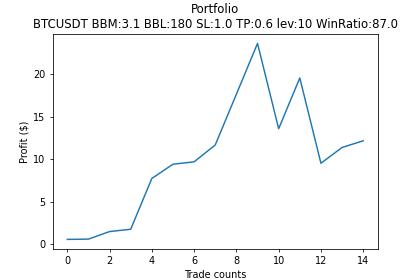 Portfolio
BTCUSDT BBM:3.1 BBL:180 SL:1.0 TP:0.6 lev:10 WinRatio:87.0
20
15
10
5
0
Profit ($)
0 2 4 6 8 10 12 14
Trade counts